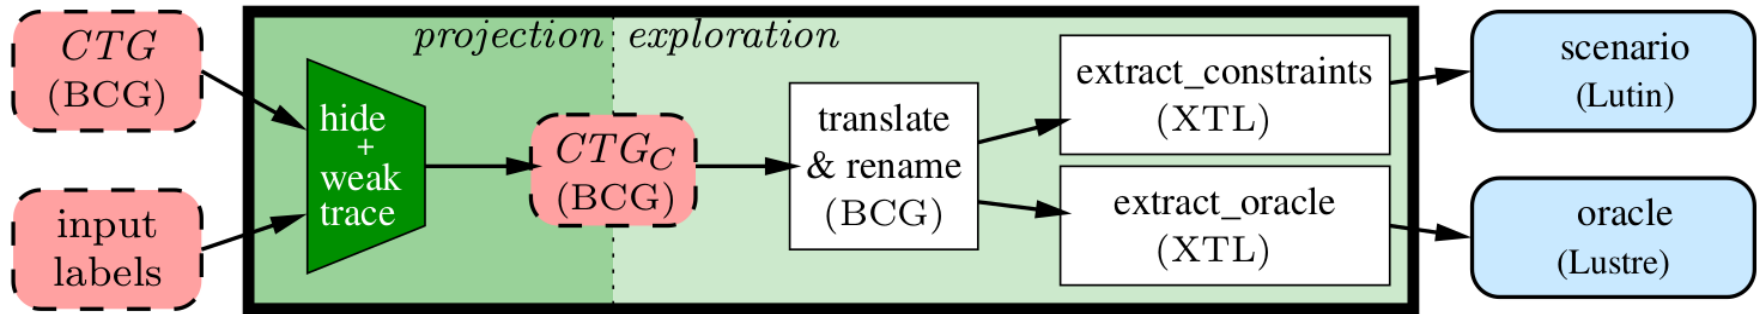 CTG
(BCG)
input
labels
projection
exploration
hide
+
weak
trace
CTG_C
(BCG)
translate
& rename
(BCG)
extract_constraints
(XTL)
extract_oracle
(XTL)
scenario
(Lutin)
oracle
(Lustre)